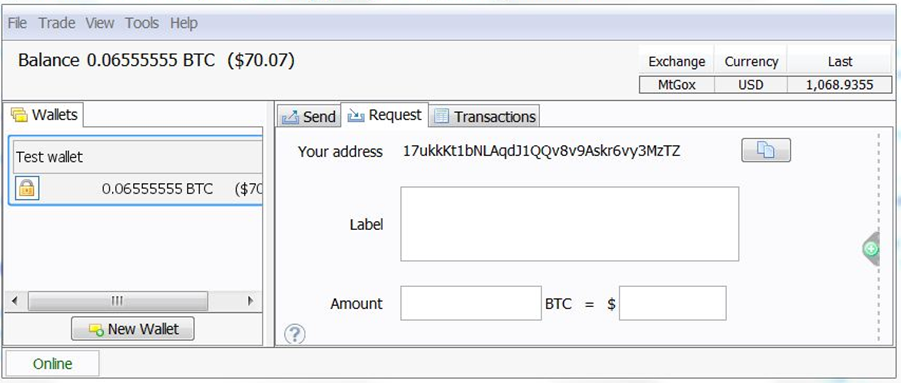 File Trade View Tools Help
Balance 0.06555555 BTC ($70.07)
Exchange Currency Last
MtGox USD 1,068.9355
Wallets
Send Request Transactions
Test wallet
0.06555555 BTC ($70
Your address 17ukkKt1bNLAqdJ1QQv8v9Askr6vy3MzTZ
Label
Amount BTC = $
New Wallet
?
Online